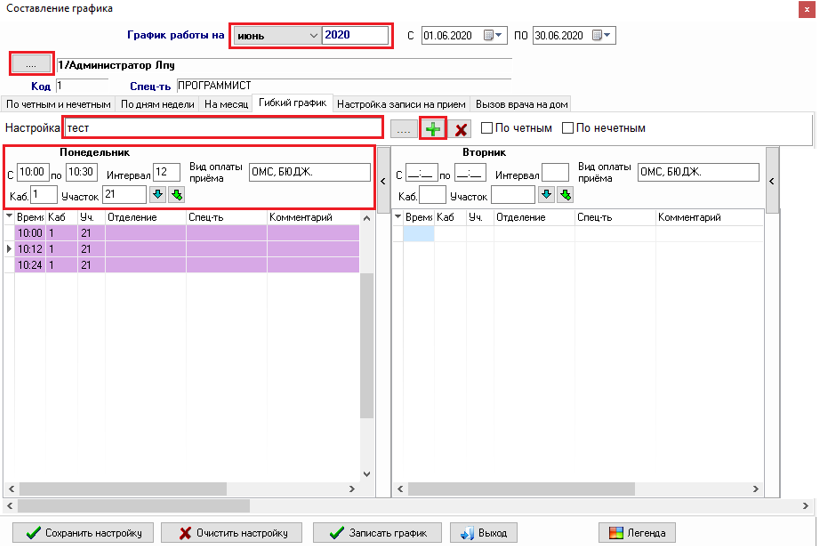 Составление графика x
График работы на июнь 2020 С 01.06.2020 ПО 30.06.2020
.... 1/Администратор Лпу
Код 1 Спец-ть ПРОГРАММИСТ
По четным и нечетным По дням недели На месяц Гибкий график Настройка записи на прием Вызов врача на дом
Настройка тест .... По четным По нечетным
Понедельник
С 10:00 по 10:30 Интервал 12 Вид оплаты приёма ОМС, БЮДЖ.
Каб. 1 Участок 21
Время Каб Уч. Отделение Спец-ть Комментарий
10:00 1 21
10:12 1 21
10:24 1 21
<
Вторник
С __:__ по __:__ Интервал Вид оплаты приёма ОМС, БЮДЖ.
Каб. Участок
Время Каб Уч. Отделение Спец-ть Комментарий
<
Сохранить настройку Очистить настройку Записать график Выход Легенда